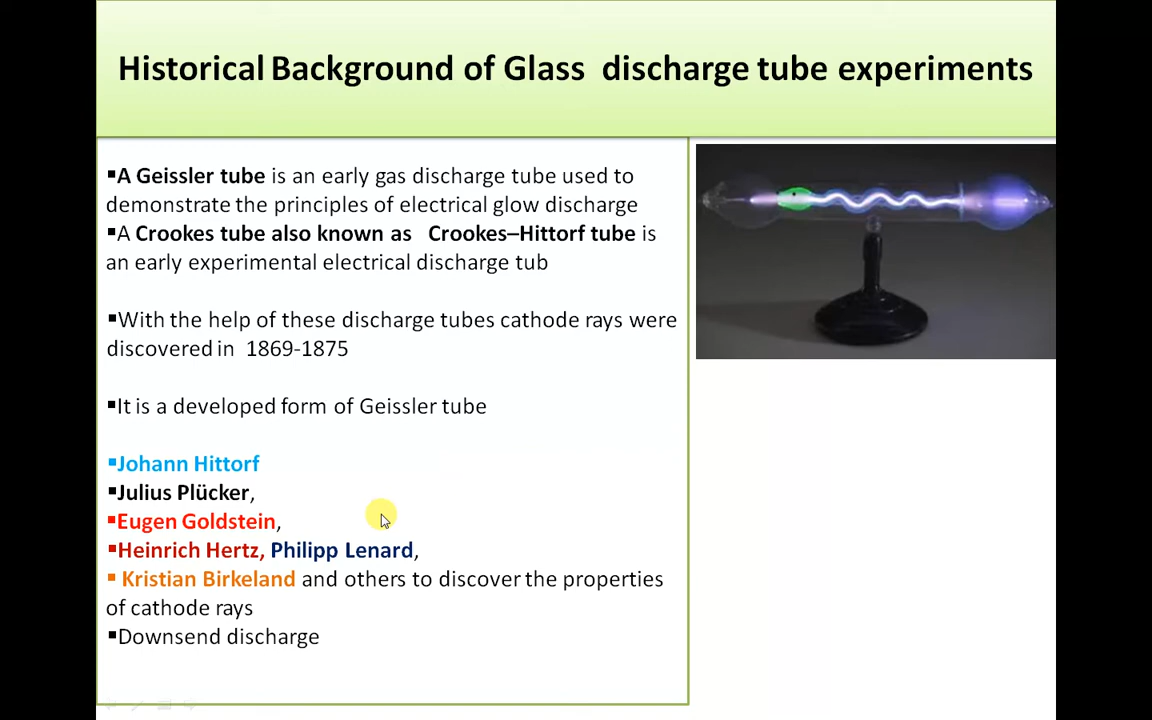 Historical Background of Glass discharge tube experiments
▪A Geissler tube is an early gas discharge tube used to
demonstrate the principles of electrical glow discharge
▪A Crookes tube also known as Crookes–Hittorf tube is
an early experimental electrical discharge tub
▪With the help of these discharge tubes cathode rays were
discovered in 1869-1875
▪It is a developed form of Geissler tube
▪Johann Hittorf
▪Julius Plücker,
▪Eugen Goldstein,
▪Heinrich Hertz, Philipp Lenard,
▪ Kristian Birkeland and others to discover the properties
of cathode rays
▪Downsend discharge